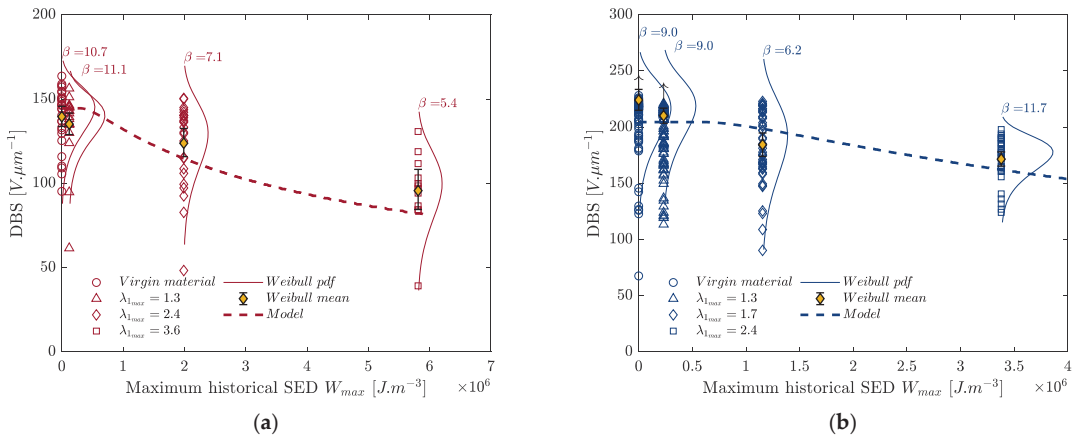 200
150
100
50
0
DBS [V.μm⁻¹]
β =10.7
β =11.1
β =7.1
β =5.4
Virgin material
λ₁ₘₐₓ = 1.3
λ₁ₘₐₓ = 2.4
λ₁ₘₐₓ = 3.6
Weibull pdf
Weibull mean
Model
0 1 2 3 4 5 6 7
Maximum historical SED Wₘₐₓ [J.m⁻³] ×10⁶
(a)
300
250
200
150
100
50
0
DBS [V.μm⁻¹]
β =9.0
β =9.0
β =6.2
β =11.7
Virgin material
λ₁ₘₐₓ = 1.3
λ₁ₘₐₓ = 1.7
λ₁ₘₐₓ = 2.4
Weibull pdf
Weibull mean
Model
0 0.5 1 1.5 2 2.5 3 3.5 4
Maximum historical SED Wₘₐₓ [J.m⁻³] ×10⁶
(b)